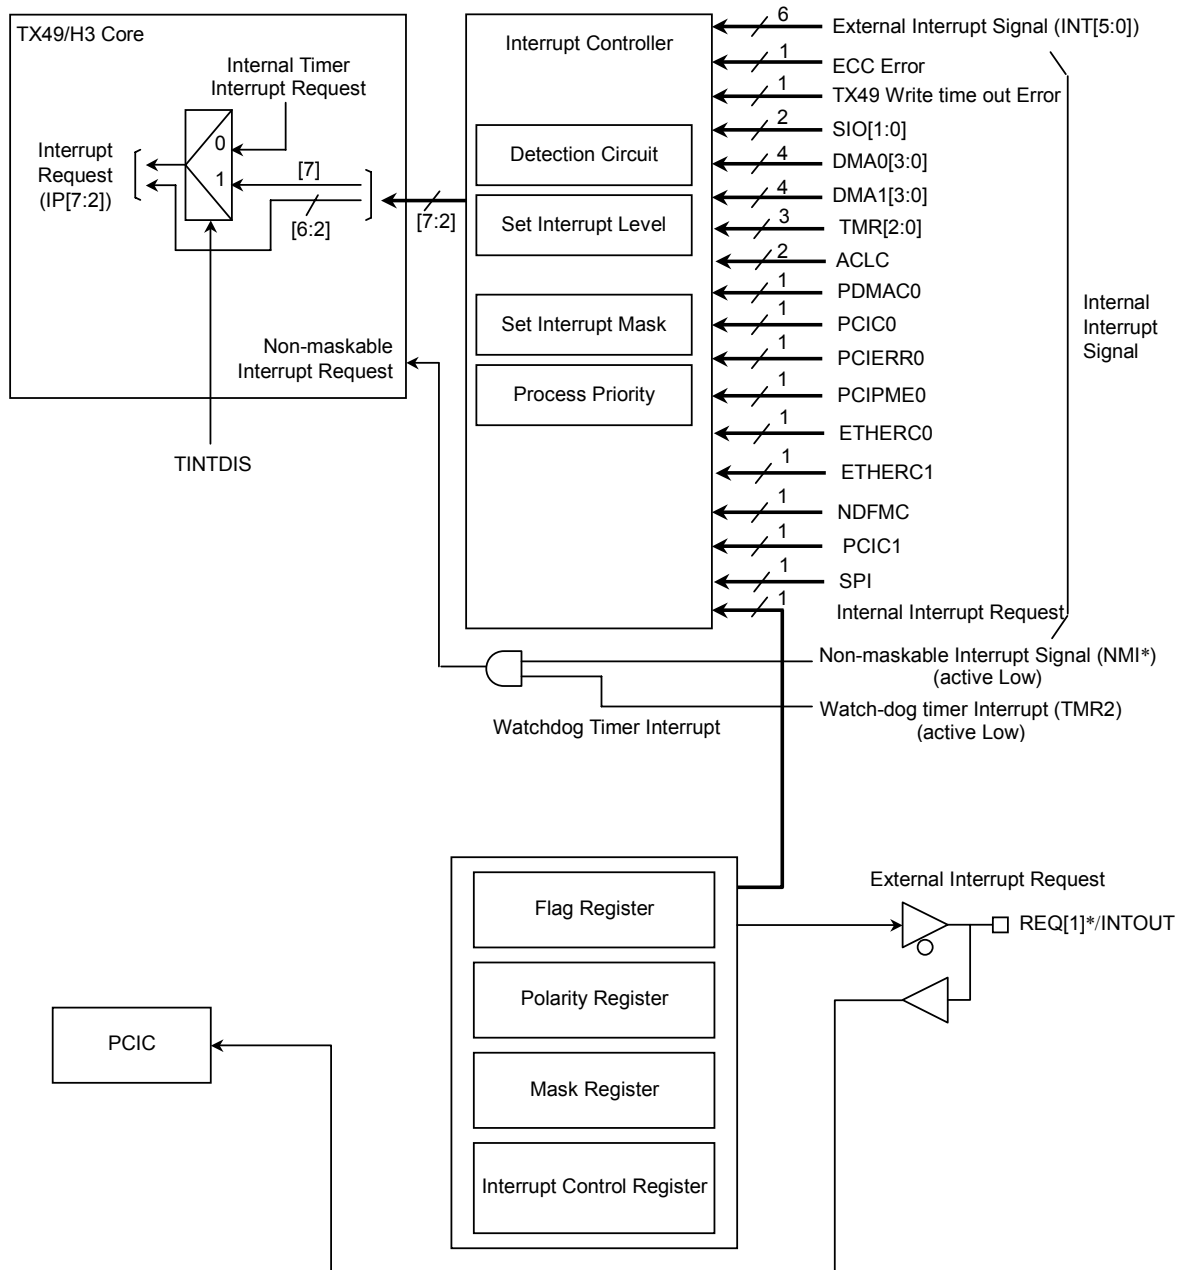 TX49/H3 Core
Internal Timer
Interrupt Request
Interrupt
Request
(IP[7:2])
0
1
[7]
[6:2]
[7:2]
Non-maskable
Interrupt Request
TINTDIS
Interrupt Controller
Detection Circuit
Set Interrupt Level
Set Interrupt Mask
Process Priority
6
External Interrupt Signal (INT[5:0])
1
ECC Error
1
TX49 Write time out Error
2
SIO[1:0]
4
DMA0[3:0]
4
DMA1[3:0]
3
TMR[2:0]
2
ACLC
1
PDMAC0
1
PCIC0
1
PCIERR0
1
PCIPME0
1
ETHERC0
1
ETHERC1
1
NDFMC
1
PCIC1
1
SPI
1
Internal Interrupt Request
Internal
Interrupt
Signal
Non-maskable Interrupt Signal (NMI*)
(active Low)
Watch-dog timer Interrupt (TMR2)
(active Low)
Watchdog Timer Interrupt
Flag Register
Polarity Register
Mask Register
Interrupt Control Register
External Interrupt Request
REQ[1]*/INTOUT
PCIC